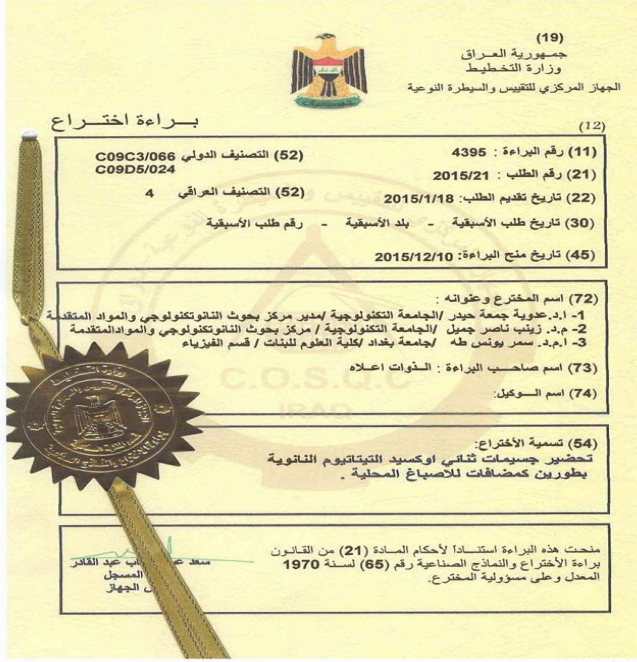 (19)
جمهورية العراق
وزارة التخطيط
الجهاز المركزي للتقييس والسيطرة النوعية
(12)
براءة اختراع
(11) رقم البراءة : 4395
(52) التصنيف الدولي C09C3/066
C09D5/024
(21) رقم الطلب : 2015/21
(22) تاريخ تقديم الطلب: 2015/1/18
(52) التصنيف العراقي 4
(30) تاريخ طلب الأسبقية - بلد الأسبقية - رقم طلب الأسبقية
(45) تاريخ منح البراءة: 2015/12/10
(72) اسم المخترع وعنوانه :
1- ا.د.عدوية جمعة حيدر /الجامعة التكنولوجية /مدير مركز بحوث النانوتكنولوجي والمواد المتقدمة
2- م.د. زينب ناصر جميل /الجامعة التكنولوجية / مركز بحوث النانوتكنولوجي والموادالمتقدمة
3- ا.م.د. سمر يونس طه /جامعة بغداد /كلية العلوم للبنات / قسم الفيزياء
(73) اسم صاحب البراءة : الذوات اعلاه
(74) اسم الوكيل:
C.O.S.Q.C
IRAQ
(54) تسمية الأختراع:
تحضير جسيمات ثنائي اوكسيد التيتانيوم النانوية
بطورين كمضافات للاصباغ المحلية .
منحت هذه البراءة استناداً لأحكام المادة (21) من القانون
براءة الأختراع والنماذج الصناعية رقم (65) لسنة 1970
المعدل وعلى مسؤولية المخترع.
سعد عبد القادر
المسجل
الجهاز